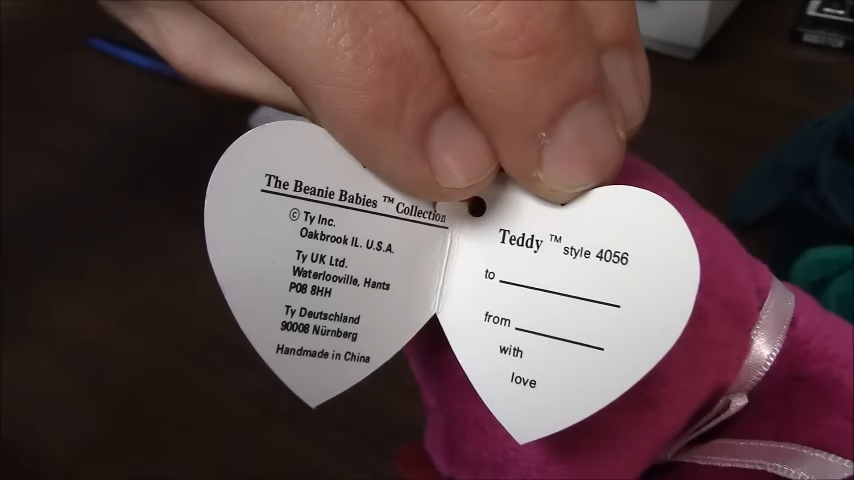 The Beanie Babies ™ Collection
© Ty Inc.
Oakbrook IL. U.S.A.
Ty UK Ltd.
Waterlooville, Hants
P08 8HH
Ty Deutschland
90008 Nürnberg
Handmade in China
Teddy ™ style 4056
to
from
with
love